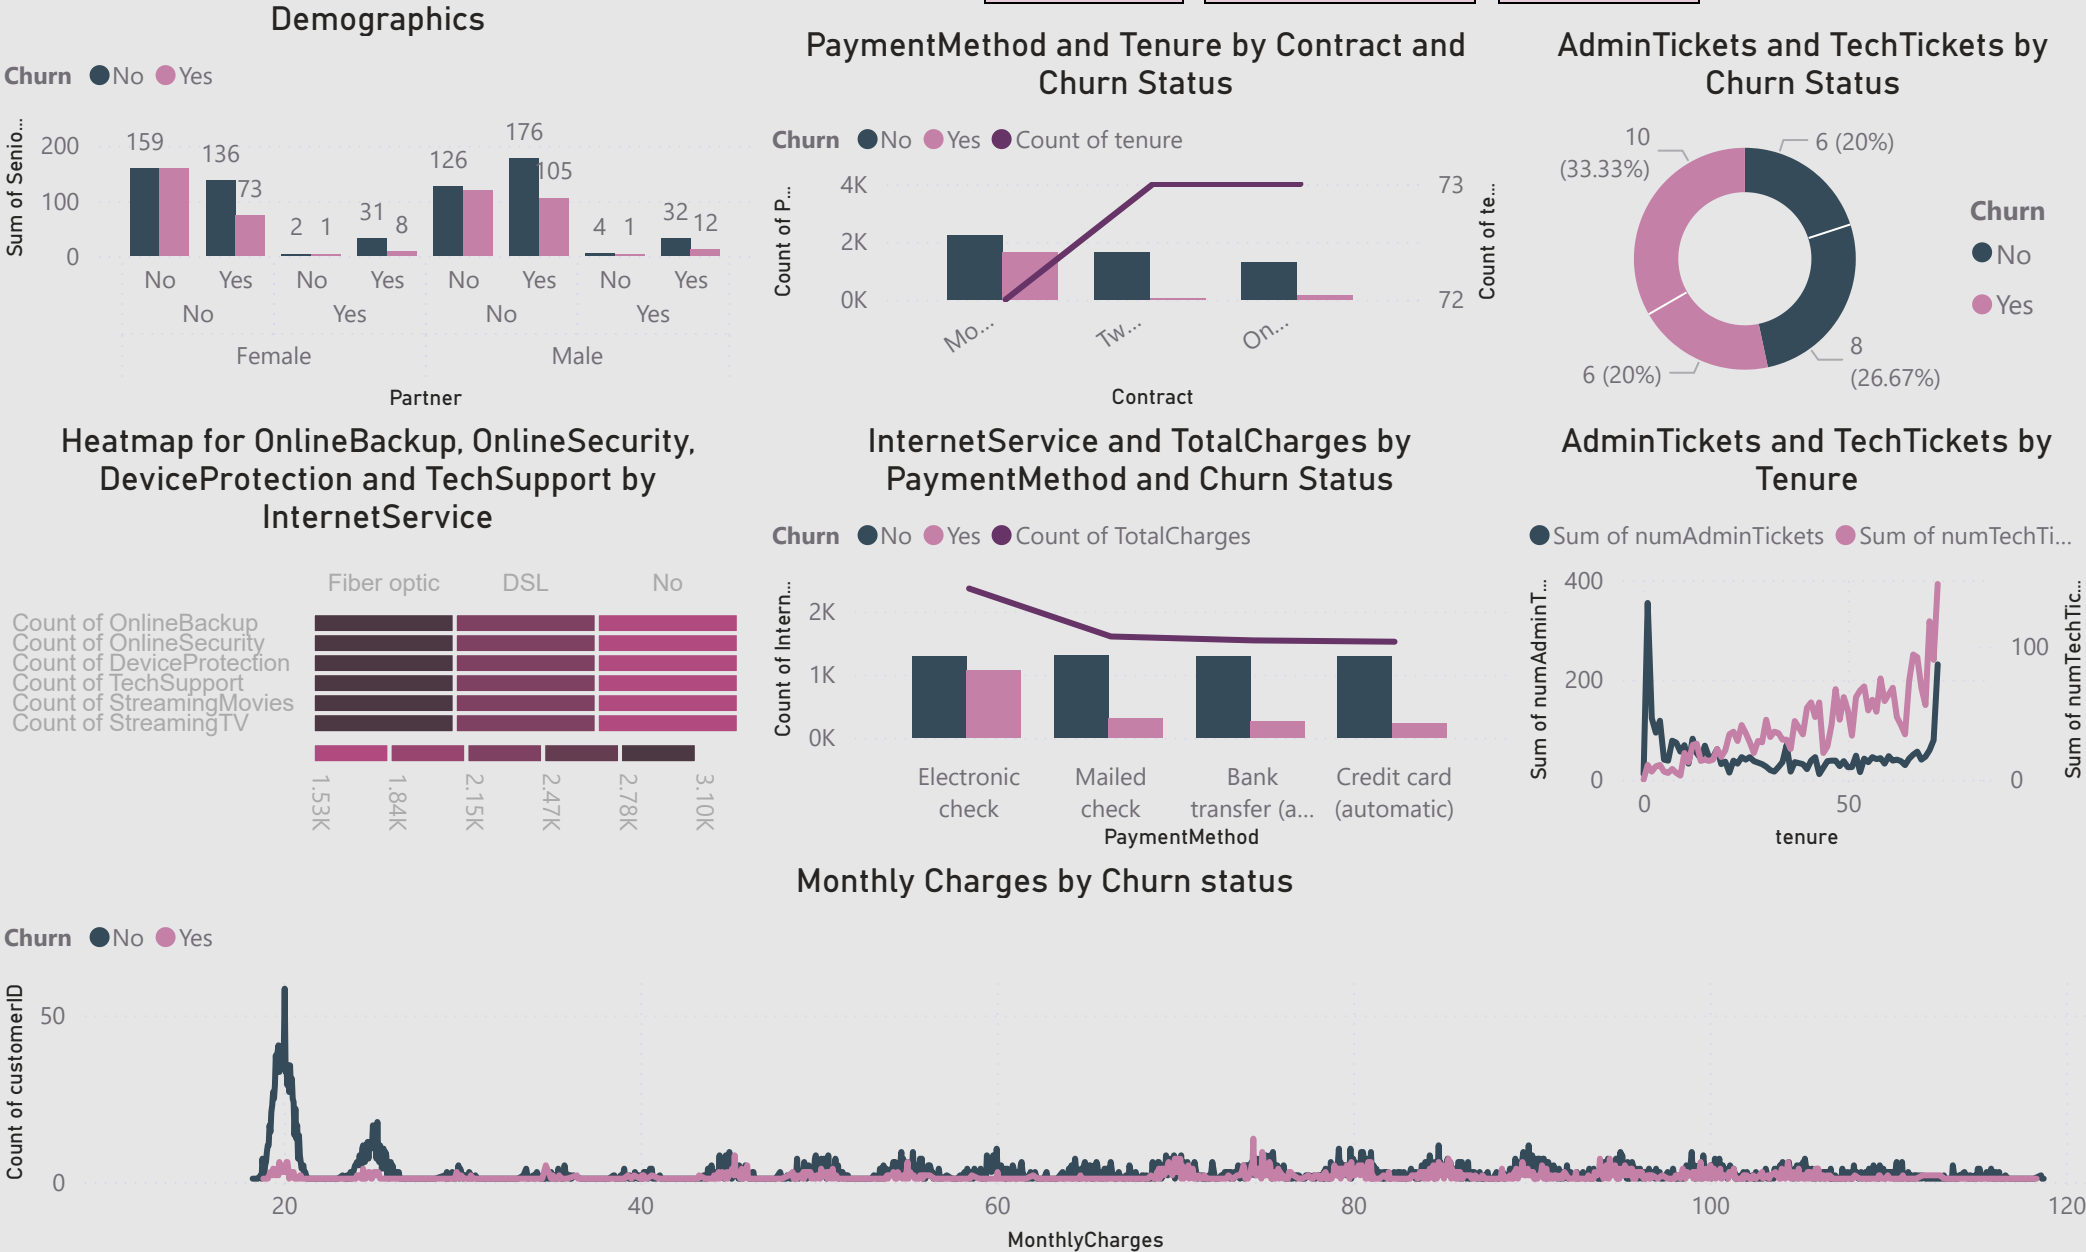 Demographics
Churn No Yes
Sum of Senio...
200
100
0
159
136
73
2
1
31
8
126
176
105
4
1
32
12
No Yes No Yes No Yes No Yes
No Yes No Yes
Female Male
Partner
PaymentMethod and Tenure by Contract and
Churn Status
Churn No Yes Count of tenure
Count of P...
4K
2K
0K
73
72
Count of te...
Mo...
Tw...
On...
Contract
AdminTickets and TechTickets by
Churn Status
10
(33.33%)
6 (20%)
6 (20%)
8
(26.67%)
Churn
No
Yes
Heatmap for OnlineBackup, OnlineSecurity,
DeviceProtection and TechSupport by
InternetService
Fiber optic DSL No
Count of OnlineBackup
Count of OnlineSecurity
Count of DeviceProtection
Count of TechSupport
Count of StreamingMovies
Count of StreamingTV
1.53K
1.84K
2.15K
2.47K
2.78K
3.10K
InternetService and TotalCharges by
PaymentMethod and Churn Status
Churn No Yes Count of TotalCharges
Count of Intern...
2K
1K
0K
Electronic
check
Mailed
check
Bank
transfer (a...
Credit card
(automatic)
PaymentMethod
AdminTickets and TechTickets by
Tenure
Sum of numAdminTickets Sum of numTechTi...
Sum of numAdminT...
400
200
0
100
0
Sum of numTechTic...
0 50
tenure
Monthly Charges by Churn status
Churn No Yes
Count of customerID
50
0
20 40 60 80 100 120
MonthlyCharges